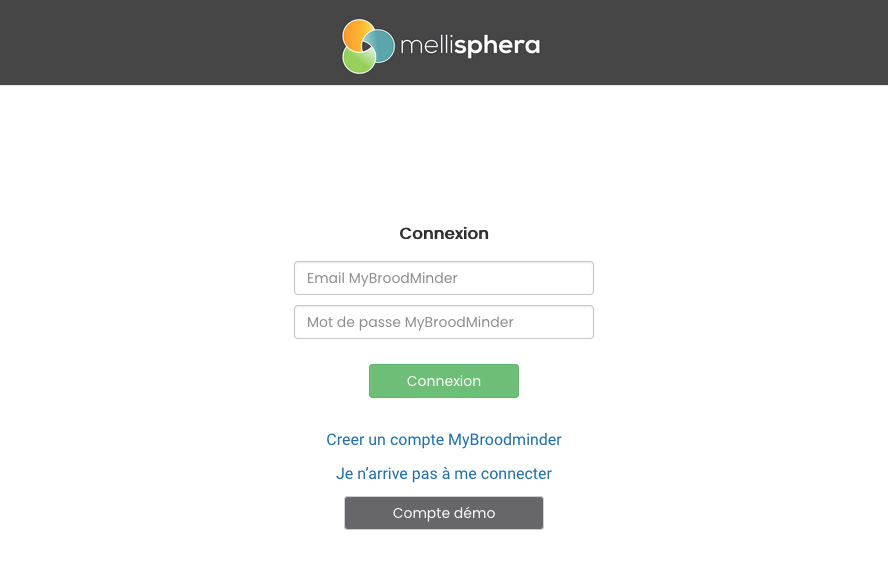 mellisphera
Connexion
Email MyBroodMinder
Mot de passe MyBroodMinder
Connexion
Creer un compte MyBroodminder
Je n’arrive pas à me connecter
Compte démo